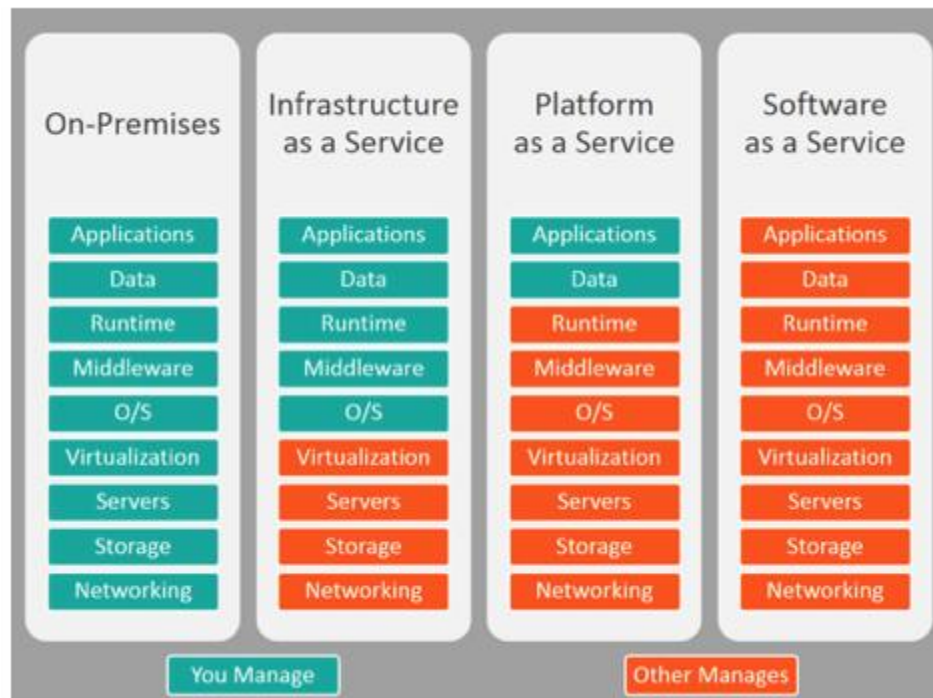 On-Premises
Applications
Data
Runtime
Middleware
O/S
Virtualization
Servers
Storage
Networking
Infrastructure
as a Service
Applications
Data
Runtime
Middleware
O/S
Virtualization
Servers
Storage
Networking
Platform
as a Service
Applications
Data
Runtime
Middleware
O/S
Virtualization
Servers
Storage
Networking
Software
as a Service
Applications
Data
Runtime
Middleware
O/S
Virtualization
Servers
Storage
Networking
You Manage
Other Manages